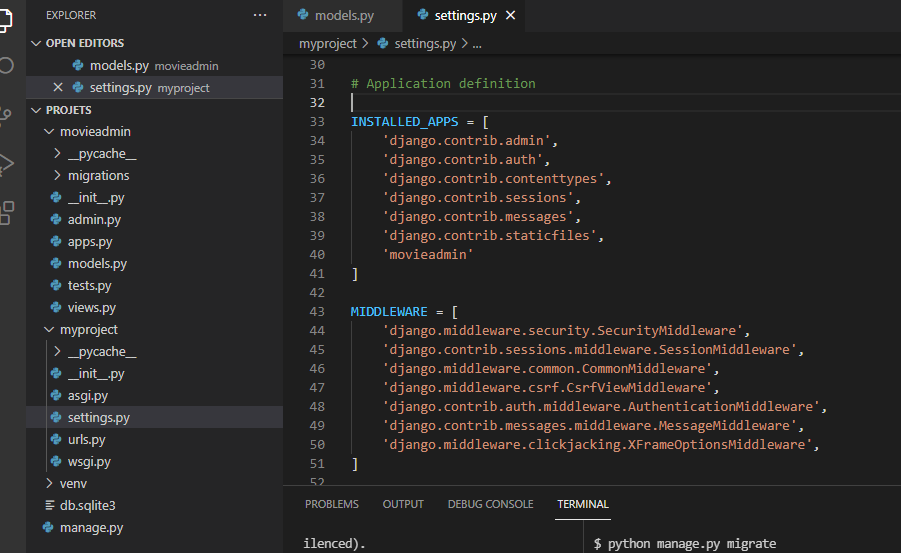 EXPLORER
OPEN EDITORS
models.py movieadmin
settings.py myproject
PROJETS
movieadmin
__pycache__
migrations
__init__.py
admin.py
apps.py
models.py
tests.py
views.py
myproject
__pycache__
__init__.py
asgi.py
settings.py
urls.py
wsgi.py
venv
db.sqlite3
manage.py
models.py settings.py
myproject > settings.py > ...
30
31 # Application definition
32
33 INSTALLED_APPS = [
34 'django.contrib.admin',
35 'django.contrib.auth',
36 'django.contrib.contenttypes',
37 'django.contrib.sessions',
38 'django.contrib.messages',
39 'django.contrib.staticfiles',
40 'movieadmin'
41 ]
42
43 MIDDLEWARE = [
44 'django.middleware.security.SecurityMiddleware',
45 'django.contrib.sessions.middleware.SessionMiddleware',
46 'django.middleware.common.CommonMiddleware',
47 'django.middleware.csrf.CsrfViewMiddleware',
48 'django.contrib.auth.middleware.AuthenticationMiddleware',
49 'django.contrib.messages.middleware.MessageMiddleware',
50 'django.middleware.clickjacking.XFrameOptionsMiddleware',
51 ]
52
PROBLEMS OUTPUT DEBUG CONSOLE TERMINAL
ilenced).
$ python manage.py migrate